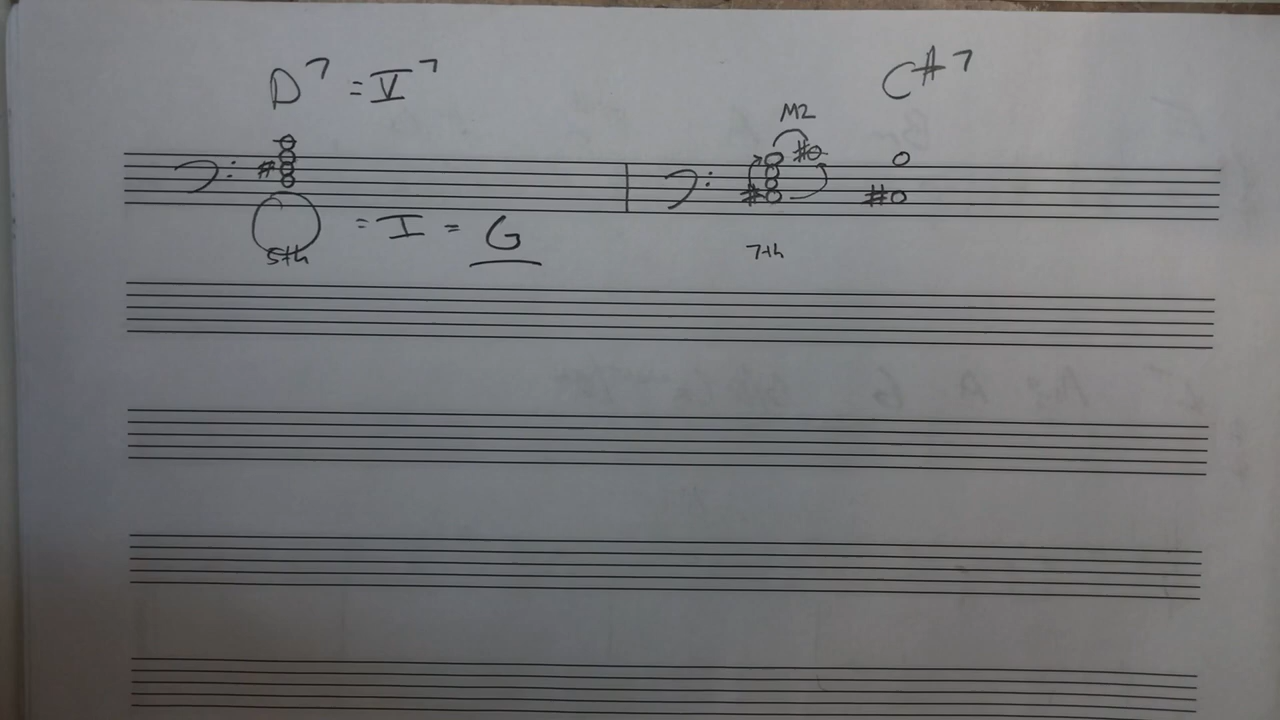 D⁷ = V⁷
C#⁷
M2
= I = G
5th
7th